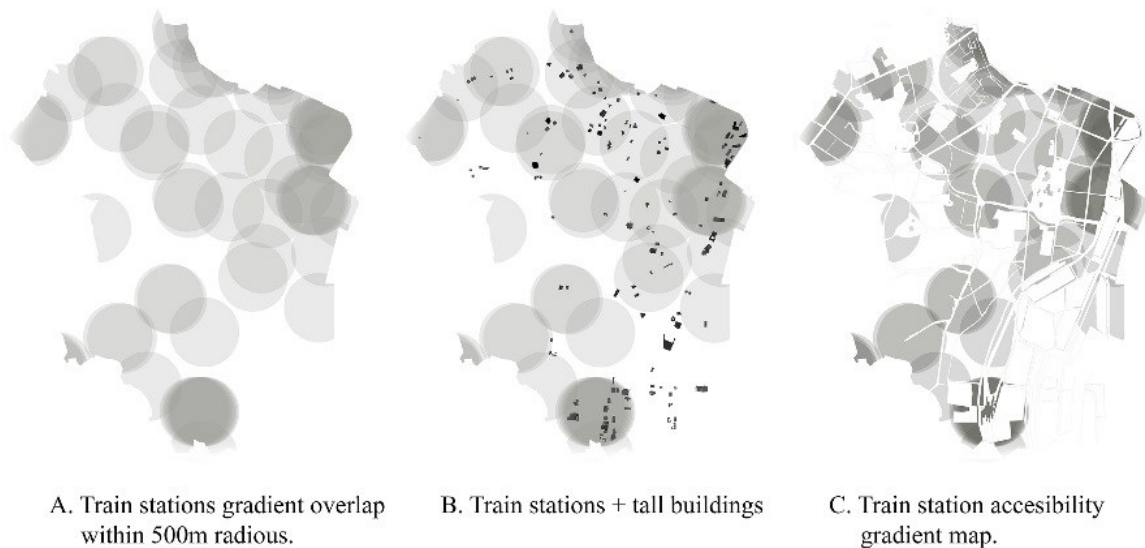 A. Train stations gradient overlap
within 500m radious.
B. Train stations + tall buildings
C. Train station accesibility
gradient map.